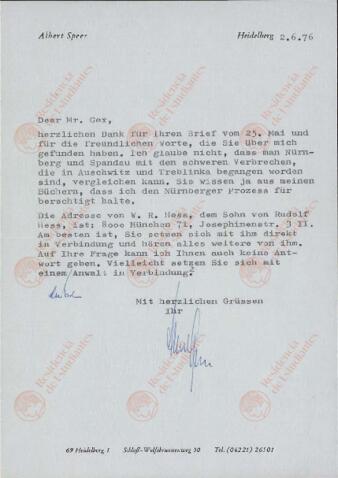 Albert Speer
Heidelberg 2.6.76
Dear Mr. Gex,
herzlichen Dank für Ihren Brief vom 25. Mai und
für die freundlichen Worte, die Sie über mich
gefunden haben. Ich glaube nicht, dass man Nürn-
berg und Spandau mit den schweren Verbrechen,
die in Auschwitz und Treblinka begangen worden
sind, vergleichen kann. Sie wissen ja aus meinen
Büchern, dass ich den Nürnberger Prozess für
berechtigt halte.
Die Adresse von W. R. Hess, dem Sohn von Rudolf
Hess, ist: 8000 München 71, Josephinenstr. 3 II.
Am besten ist, Sie setzen sich mit ihm direkt
in Verbindung und hören alles weitere von ihm.
Auf Ihre Frage kann ich Ihnen auch keine Ant-
wort geben. Vielleicht setzen Sie sich mit
einem Anwalt in Verbindung?
Mit herzlichen Grüssen
Ihr
69 Heidelberg 1 Schloß-Wolfsbrunnenweg 50 Tel. (06221) 26501
Residencia
de Estudiantes